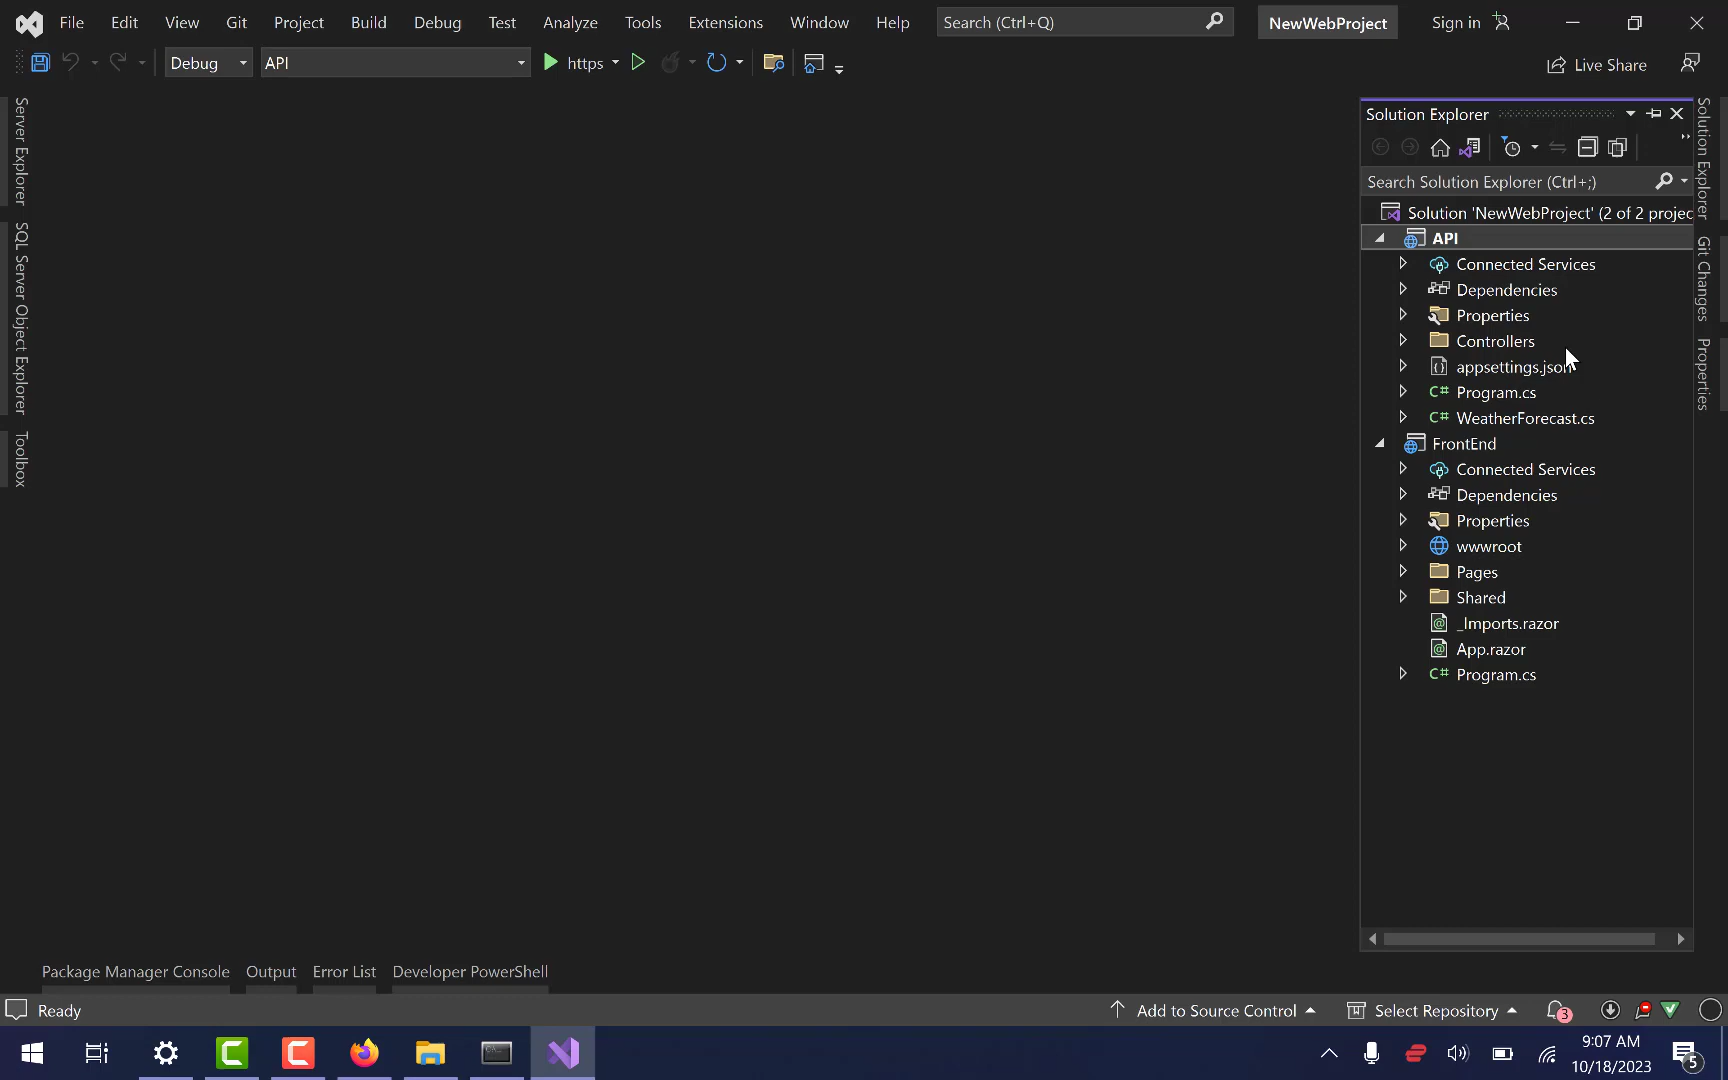 File Edit View Git Project Build Debug Test Analyze Tools Extensions Window Help Search (Ctrl+Q) NewWebProject Sign in
Debug API https Live Share
Server Explorer
SQL Server Object Explorer
Toolbox
Solution Explorer
Search Solution Explorer (Ctrl+;)
Solution 'NewWebProject' (2 of 2 projec
API
Connected Services
Dependencies
Properties
Controllers
appsettings.json
C# Program.cs
C# WeatherForecast.cs
FrontEnd
Connected Services
Dependencies
Properties
wwwroot
Pages
Shared
_Imports.razor
App.razor
C# Program.cs
Solution Explorer
Git Changes
Properties
Package Manager Console Output Error List Developer PowerShell
Ready Add to Source Control Select Repository 3
9:07 AM
10/18/2023 5